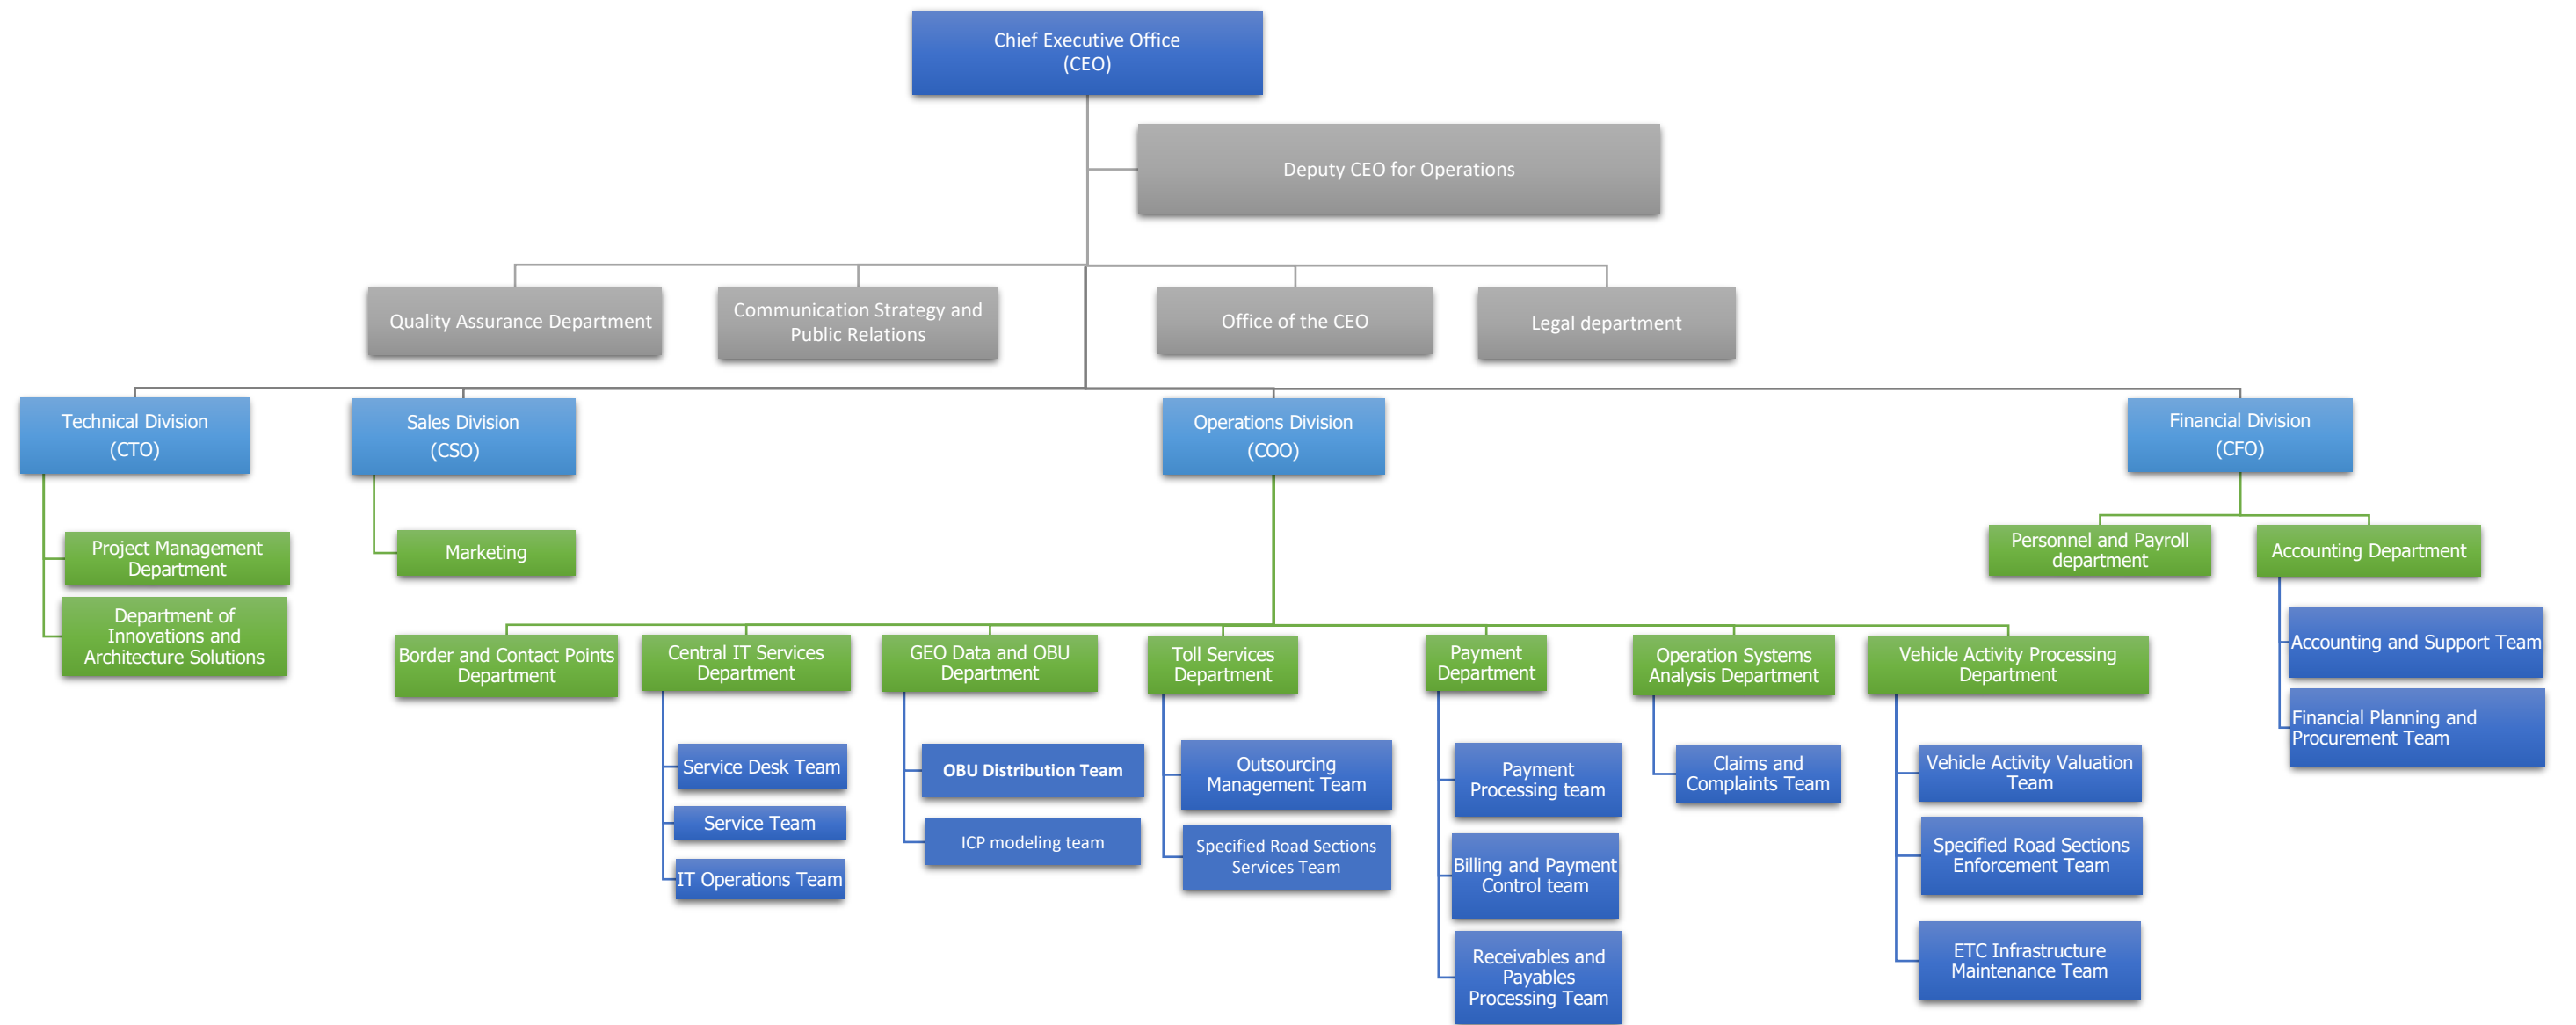 Chief Executive Office
(CEO)
Deputy CEO for Operations
Quality Assurance Department
Communication Strategy and
Public Relations
Office of the CEO
Legal department
Technical Division
(CTO)
Sales Division
(CSO)
Operations Division
(COO)
Financial Division
(CFO)
Project Management
Department
Department of
Innovations and
Architecture Solutions
Marketing
Personnel and Payroll
department
Accounting Department
Accounting and Support Team
Financial Planning and
Procurement Team
Border and Contact Points
Department
Central IT Services
Department
Service Desk Team
Service Team
IT Operations Team
GEO Data and OBU
Department
OBU Distribution Team
ICP modeling team
Toll Services
Department
Outsourcing
Management Team
Specified Road Sections
Services Team
Payment
Department
Payment
Processing team
Billing and Payment
Control team
Receivables and
Payables
Processing Team
Operation Systems
Analysis Department
Claims and
Complaints Team
Vehicle Activity Processing
Department
Vehicle Activity Valuation
Team
Specified Road Sections
Enforcement Team
ETC Infrastructure
Maintenance Team